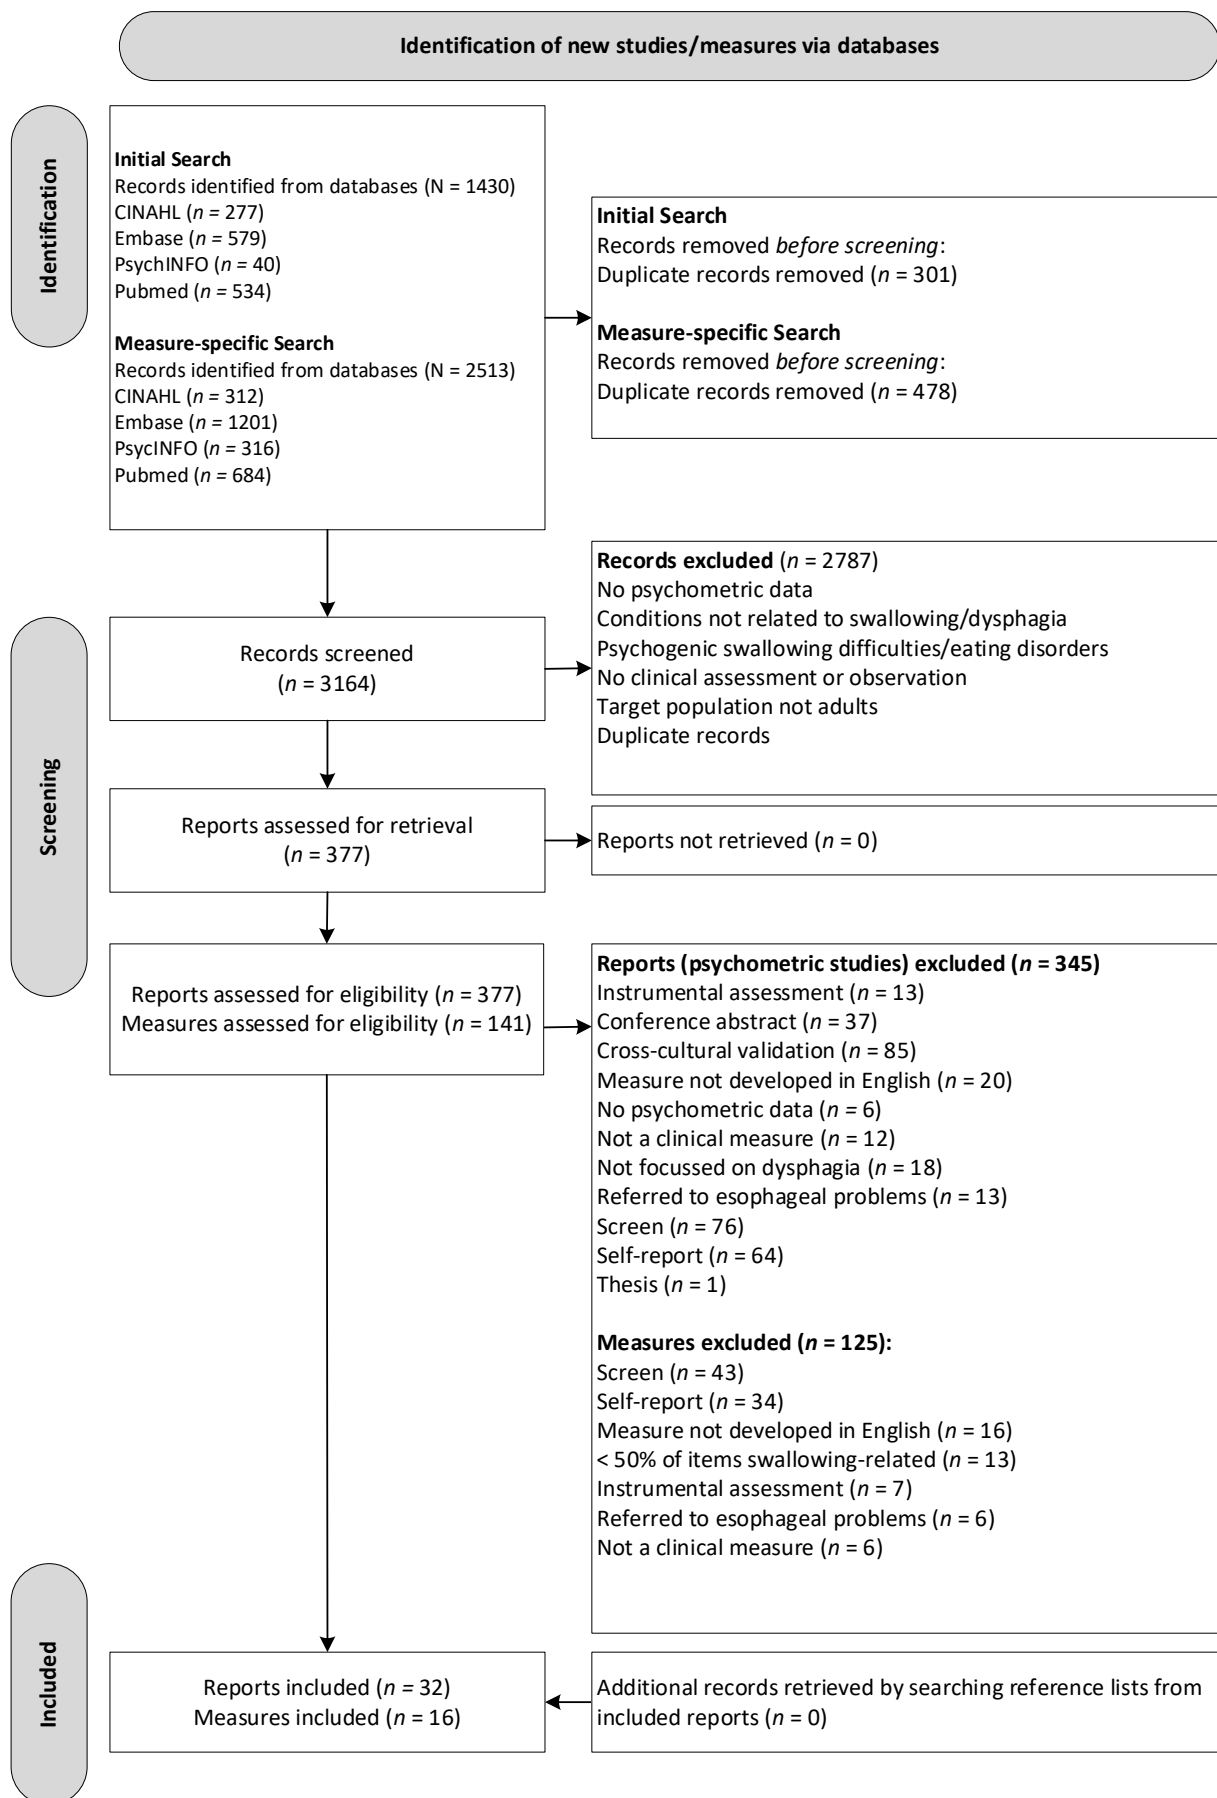 Identification of new studies/measures via databases
Identification
Initial Search
Records identified from databases (N = 1430)
CINAHL (n = 277)
Embase (n = 579)
PsychINFO (n = 40)
Pubmed (n = 534)
Measure-specific Search
Records identified from databases (N = 2513)
CINAHL (n = 312)
Embase (n = 1201)
PsycINFO (n = 316)
Pubmed (n = 684)
Initial Search
Records removed before screening:
Duplicate records removed (n = 301)
Measure-specific Search
Records removed before screening:
Duplicate records removed (n = 478)
Screening
Records screened
(n = 3164)
Records excluded (n = 2787)
No psychometric data
Conditions not related to swallowing/dysphagia
Psychogenic swallowing difficulties/eating disorders
No clinical assessment or observation
Target population not adults
Duplicate records
Reports assessed for retrieval
(n = 377)
Reports not retrieved (n = 0)
Reports assessed for eligibility (n = 377)
Measures assessed for eligibility (n = 141)
Reports (psychometric studies) excluded (n = 345)
Instrumental assessment (n = 13)
Conference abstract (n = 37)
Cross-cultural validation (n = 85)
Measure not developed in English (n = 20)
No psychometric data (n = 6)
Not a clinical measure (n = 12)
Not focussed on dysphagia (n = 18)
Referred to esophageal problems (n = 13)
Screen (n = 76)
Self-report (n = 64)
Thesis (n = 1)
Measures excluded (n = 125):
Screen (n = 43)
Self-report (n = 34)
Measure not developed in English (n = 16)
< 50% of items swallowing-related (n = 13)
Instrumental assessment (n = 7)
Referred to esophageal problems (n = 6)
Not a clinical measure (n = 6)
Included
Reports included (n = 32)
Measures included (n = 16)
Additional records retrieved by searching reference lists from
included reports (n = 0)